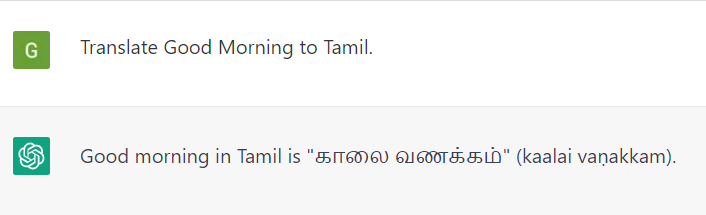 G
Translate Good Morning to Tamil.
Good morning in Tamil is "காலை வணக்கம்" (kaalai vaṇakkam).